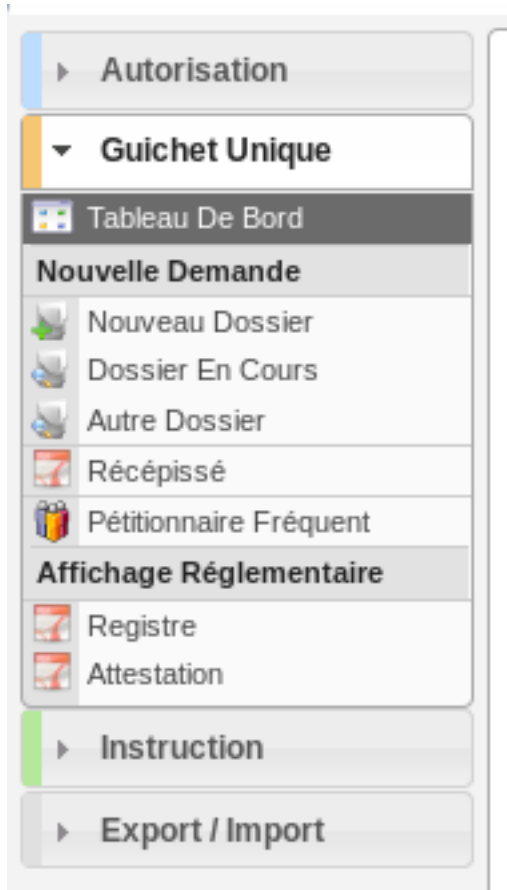 Autorisation
Guichet Unique
Tableau De Bord
Nouvelle Demande
Nouveau Dossier
Dossier En Cours
Autre Dossier
Récépissé
Pétitionnaire Fréquent
Affichage Réglementaire
Registre
Attestation
Instruction
Export / Import